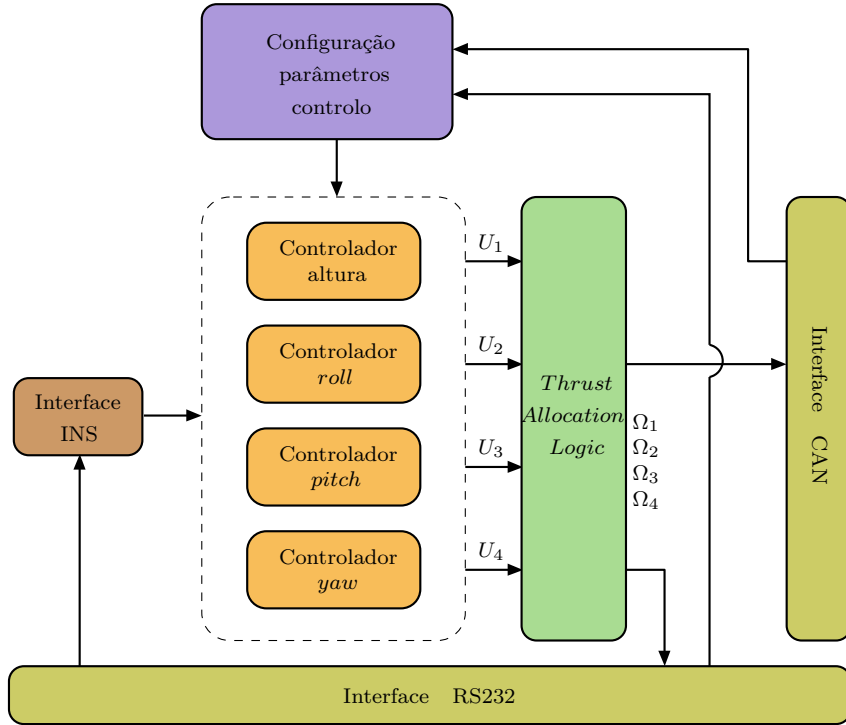 Configuração
parâmetros
controlo
Controlador
altura
U1
Controlador
roll
U2
Controlador
pitch
U3
Controlador
yaw
U4
Interface
INS
Thrust
Allocation
Logic
Ω1
Ω2
Ω3
Ω4
Interface CAN
Interface RS232